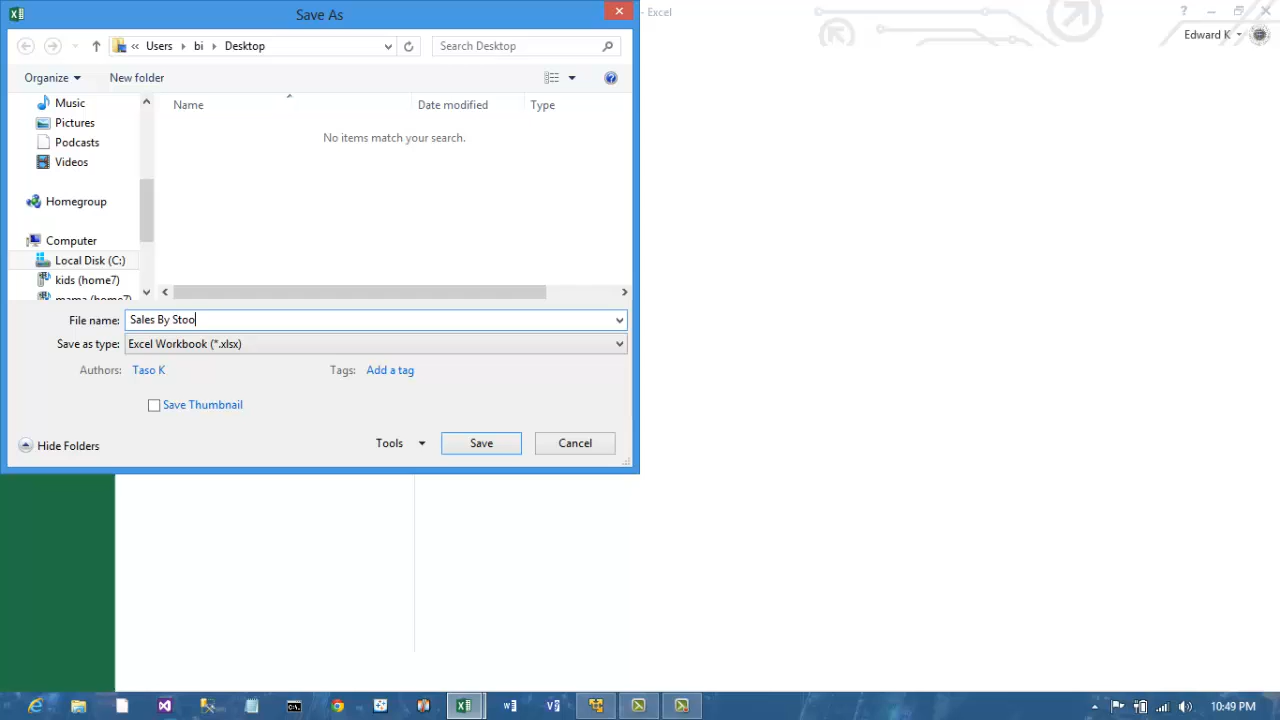 Save As
- Excel
Edward K
« Users bi Desktop
Search Desktop
Organize
New folder
Name
Date modified
Type
No items match your search.
Music
Pictures
Podcasts
Videos
Homegroup
Computer
Local Disk (C:)
kids (home7)
mama (home7)
File name: Sales By Stoo
Save as type: Excel Workbook (*.xlsx)
Authors: Taso K
Tags: Add a tag
Save Thumbnail
Hide Folders
Tools
Save
Cancel
10:49 PM